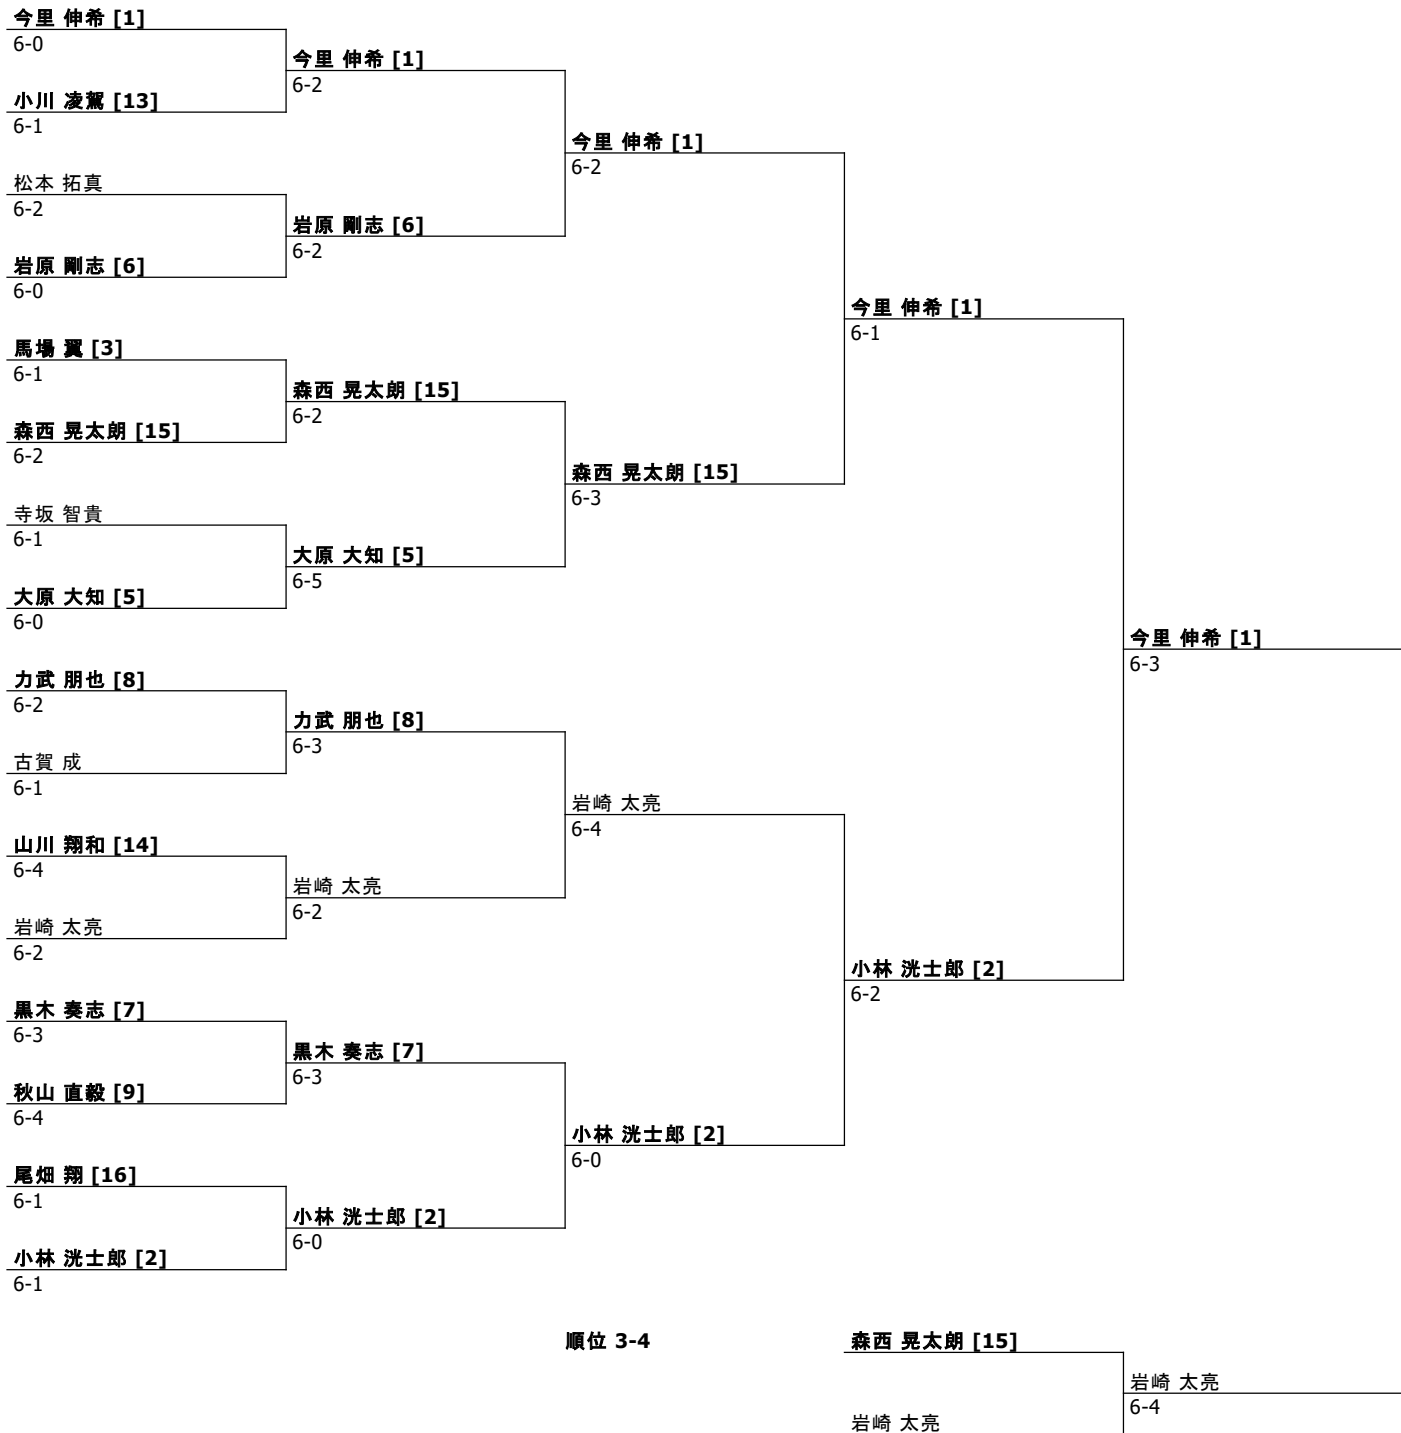 今里 伸希 [1]
6-0
今里 伸希 [1]
6-2
小川 凌駕 [13]
6-1
今里 伸希 [1]
6-2
松本 拓真
6-2
岩原 剛志 [6]
6-2
岩原 剛志 [6]
6-0
今里 伸希 [1]
6-1
馬場 翼 [3]
6-1
森西 晃太朗 [15]
6-2
森西 晃太朗 [15]
6-2
森西 晃太朗 [15]
6-3
寺坂 智貴
6-1
大原 大知 [5]
6-5
大原 大知 [5]
6-0
今里 伸希 [1]
6-3
力武 朋也 [8]
6-2
力武 朋也 [8]
6-3
古賀 成
6-1
岩崎 太亮
6-4
山川 翔和 [14]
6-4
岩崎 太亮
6-2
岩崎 太亮
6-2
小林 洸士郎 [2]
6-2
黒木 奏志 [7]
6-3
黒木 奏志 [7]
6-3
秋山 直毅 [9]
6-4
小林 洸士郎 [2]
6-0
尾畑 翔 [16]
6-1
小林 洸士郎 [2]
6-0
小林 洸士郎 [2]
6-1
順位 3-4
森西 晃太朗 [15]
岩崎 太亮
6-4
岩崎 太亮